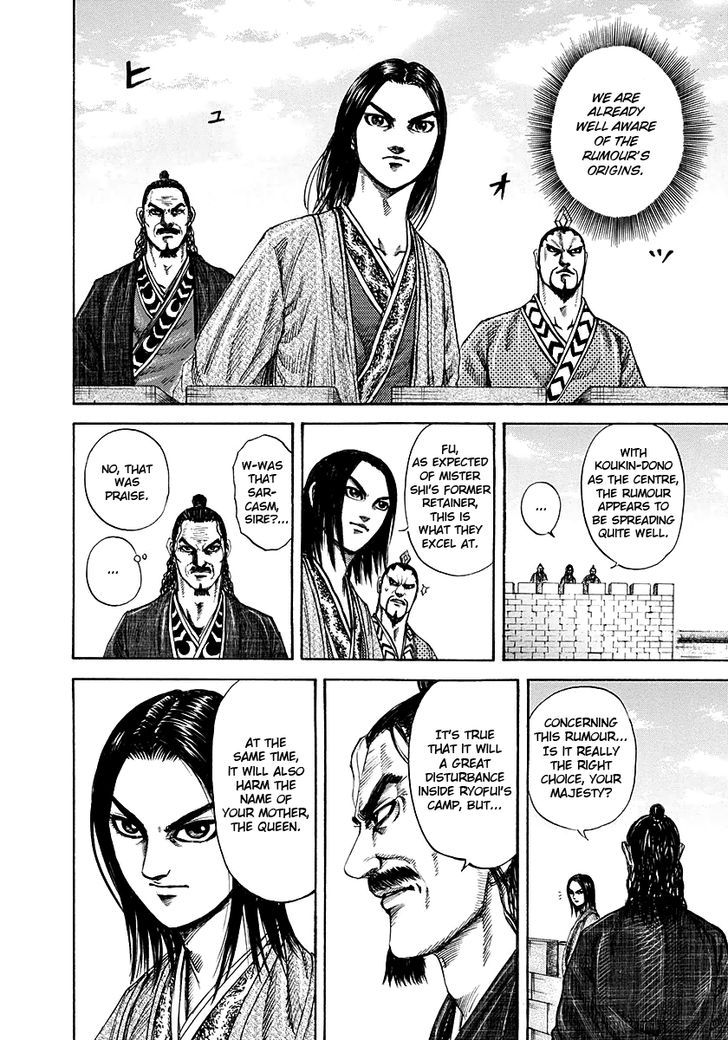 WE ARE
ALREADY
WELL AWARE
OF THE
RUMOUR'S
ORIGINS.
ヒ
ュ
オ
ッ
WITH
KOUKIN-DONO
AS THE CENTRE,
THE RUMOUR
APPEARS TO
BE SPREADING
QUITE WELL.
...
FU,
AS EXPECTED
OF MISTER
SHI'S FORMER
RETAINER,
THIS IS
WHAT THEY
EXCEL AT.
W-WAS
THAT
SAR-
CASM,
SIRE?...
NO, THAT
WAS
PRAISE.
...
CONCERNING
THIS RUMOUR...
IS IT REALLY
THE RIGHT
CHOICE, YOUR
MAJESTY?
IT'S TRUE
THAT IT WILL
A GREAT
DISTURBANCE
INSIDE RYOFUI'S
CAMP, BUT...
AT THE
SAME TIME,
IT WILL ALSO
HARM THE
NAME OF
YOUR MOTHER,
THE QUEEN.